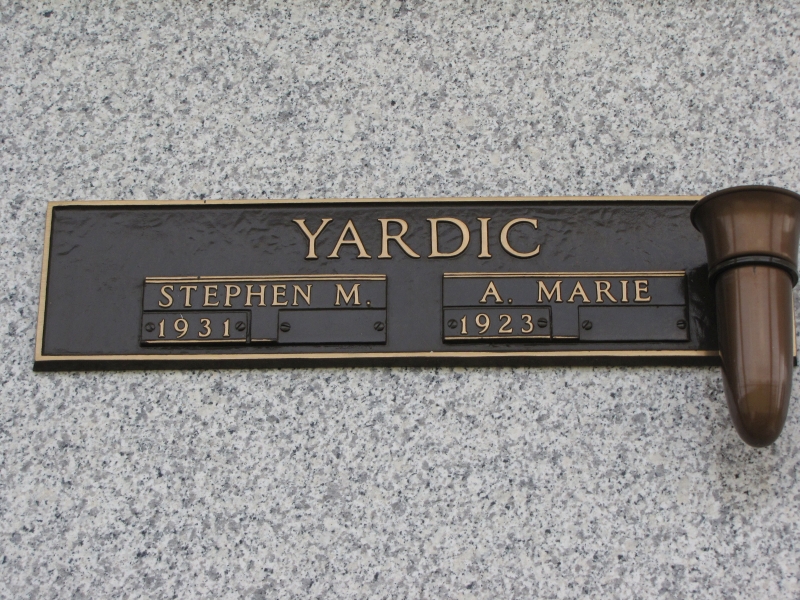 YARDIC
STEPHEN M.
1931
A. MARIE
1923